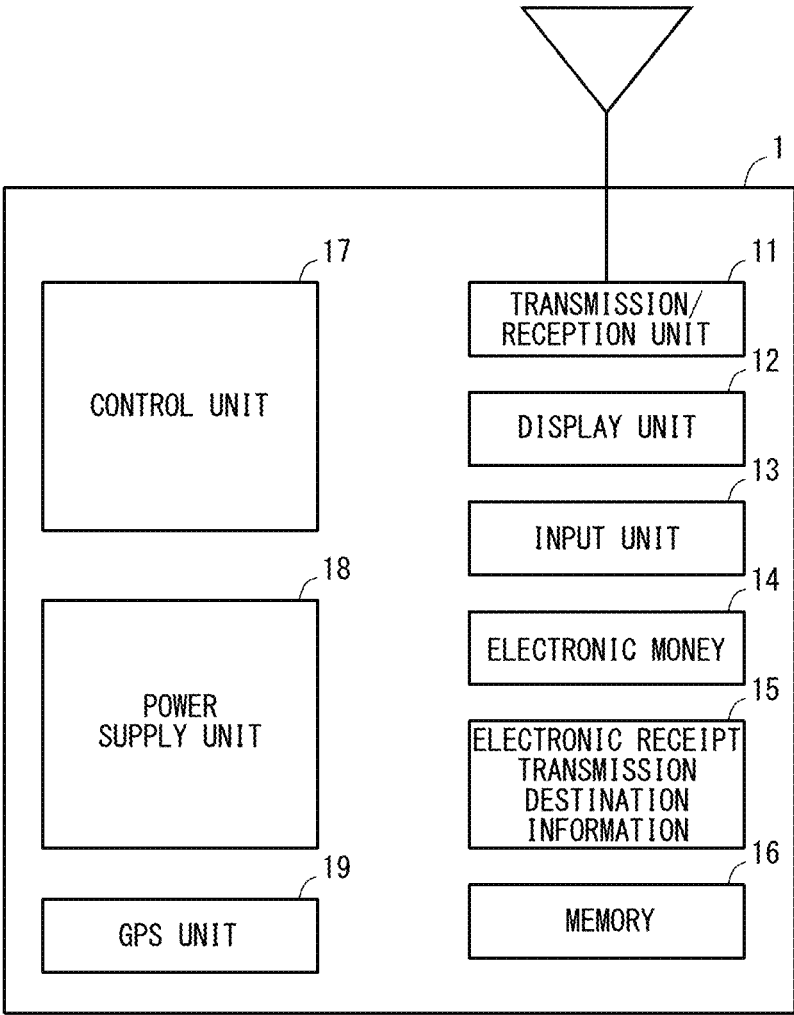 1
17
CONTROL UNIT
18
POWER
SUPPLY UNIT
19
GPS UNIT
11
TRANSMISSION/
RECEPTION UNIT
12
DISPLAY UNIT
13
INPUT UNIT
14
ELECTRONIC MONEY
15
ELECTRONIC RECEIPT
TRANSMISSION
DESTINATION
INFORMATION
16
MEMORY